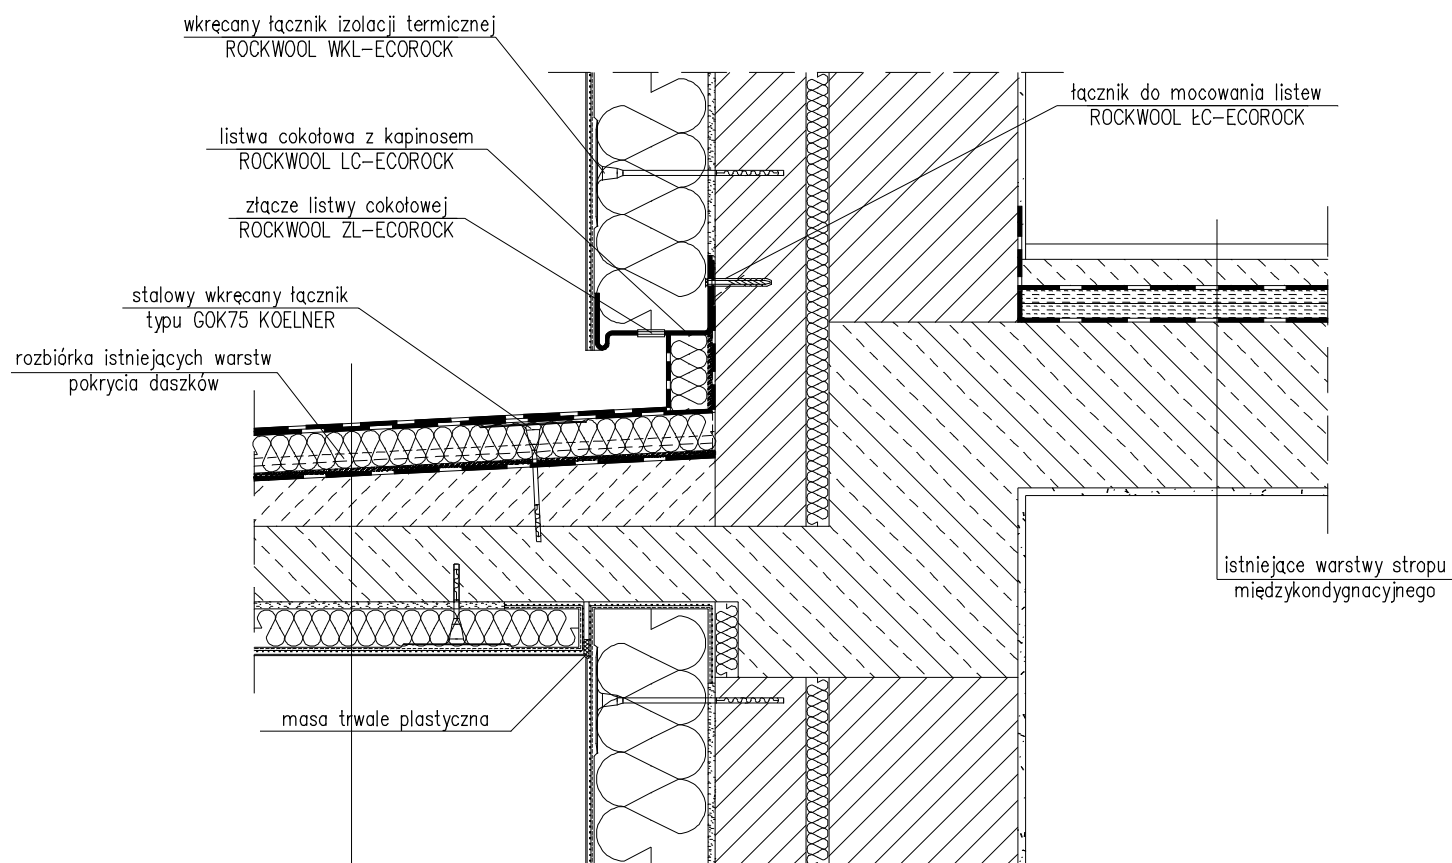 wkręcany łącznik izolacji termicznej
ROCKWOOL WKL-ECOROCK
łącznik do mocowania listew
ROCKWOOL ŁC-ECOROCK
listwa cokołowa z kapinosem
ROCKWOOL LC-ECOROCK
złącze listwy cokołowej
ROCKWOOL ZL-ECOROCK
stalowy wkręcany łącznik
typu GOK75 KOELNER
rozbiórka istniejących warstw
pokrycia daszków
istniejące warstwy stropu
międzykondygnacyjnego
masa trwale plastyczna